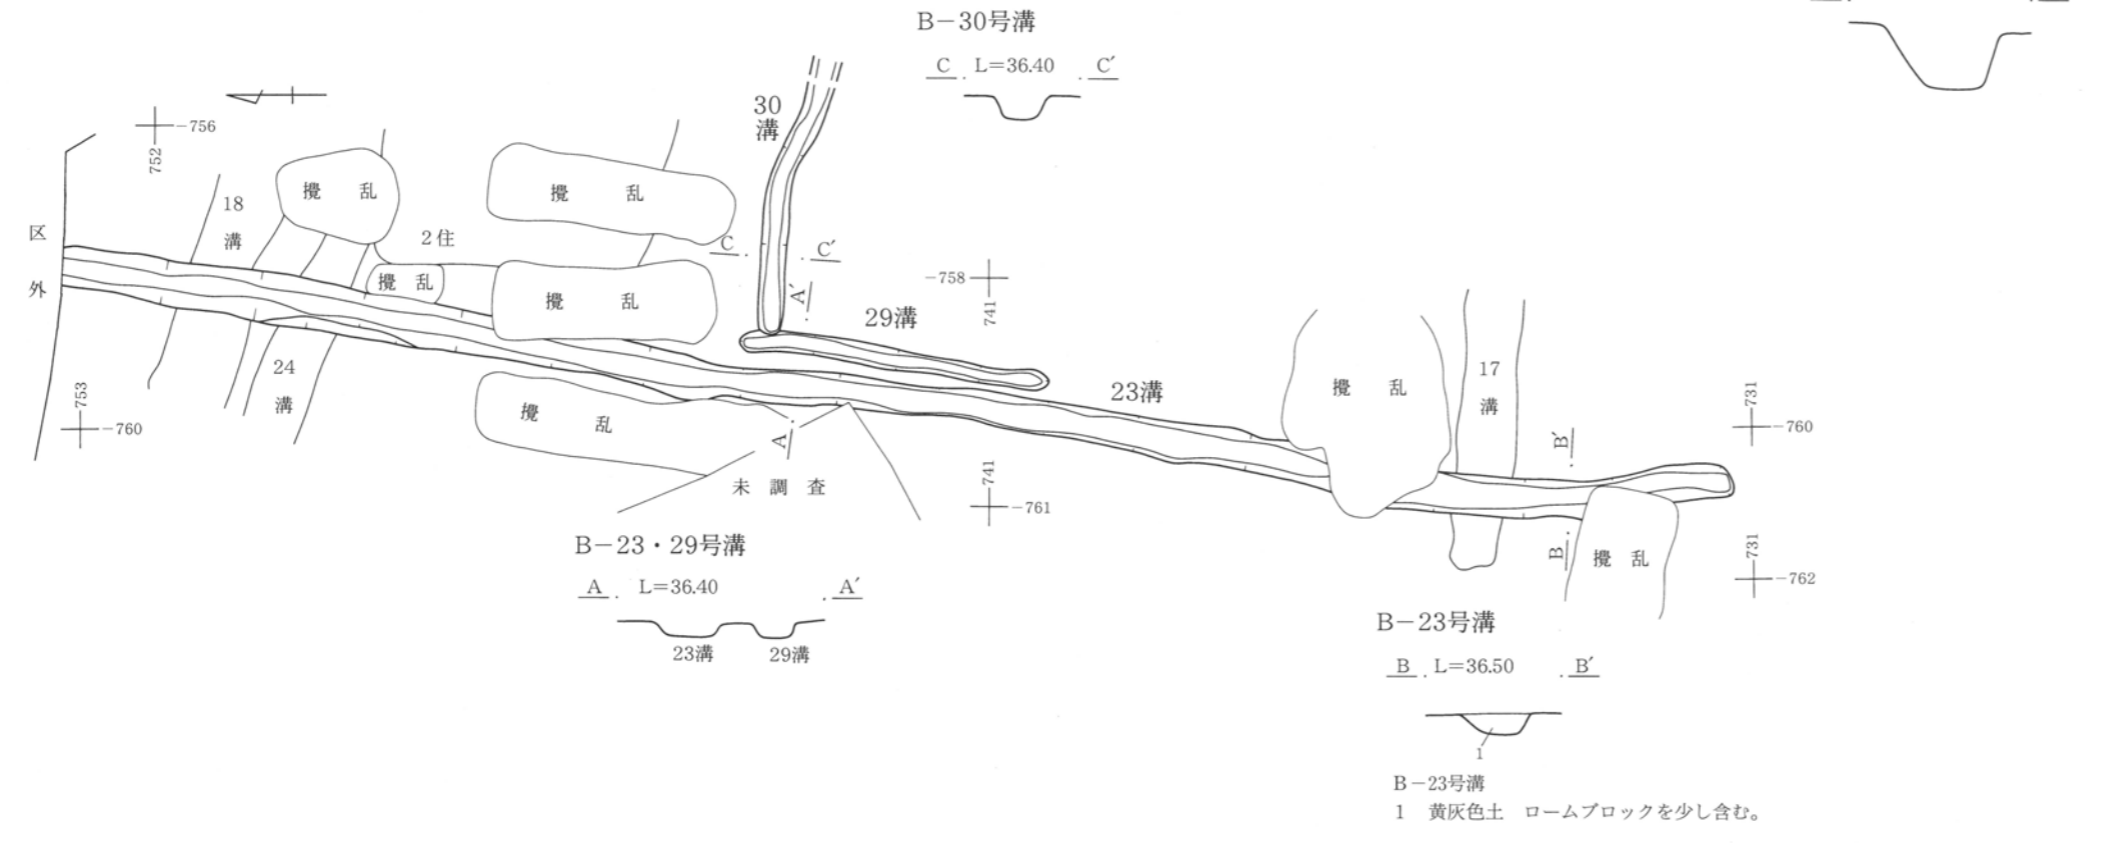 B－30号溝
C L=36.40 C′
30
溝
－756
752
攪 乱
攪 乱
18
溝
区
外
2住
攪 乱
攪 乱
C C′
A′
－758
741
29溝
24
溝
753
－760
攪 乱
A
未 調 査
23溝
攪 乱
17
溝
731
－760
B′
741
－761
B
攪 乱
731
－762
B－23・29号溝
A L=36.40 A′
23溝 29溝
B－23号溝
B L=36.50 B′
1
B－23号溝
1 黄灰色土 ロームブロックを少し含む。